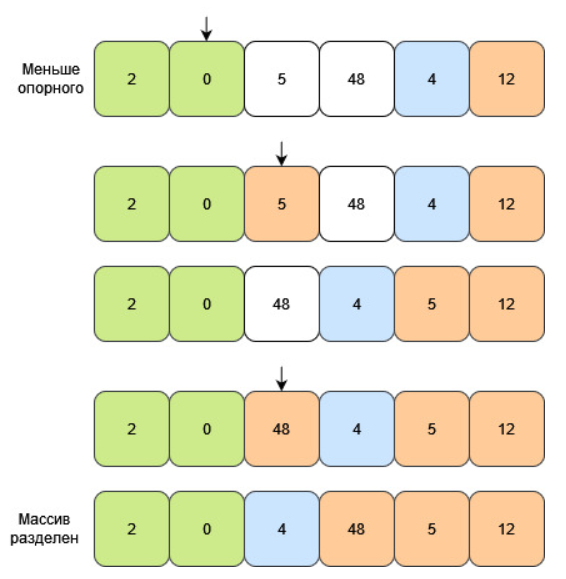 Меньше
опорного
2 0 5 48 4 12
2 0 5 48 4 12
2 0 48 4 5 12
2 0 48 4 5 12
Массив
разделен
2 0 4 48 5 12